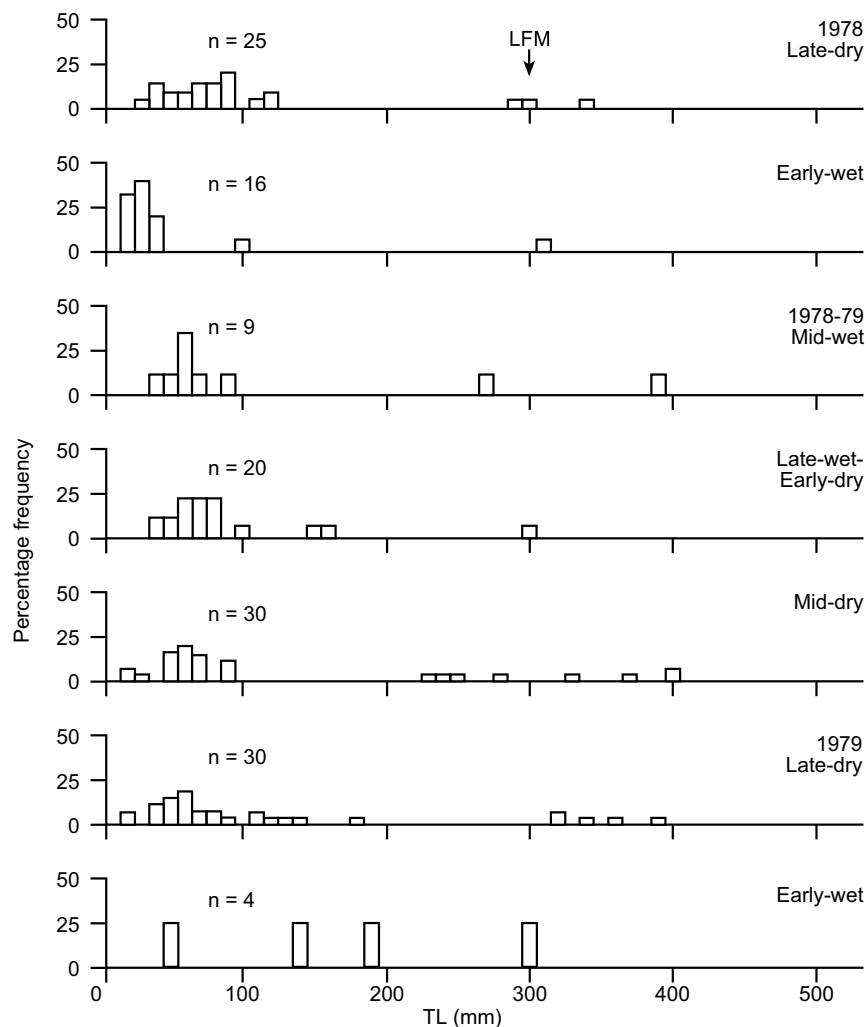 50
25
0
n = 25
LFM
1978
Late-dry
50
25
0
n = 16
Early-wet
50
25
0
n = 9
1978-79
Mid-wet
50
25
0
n = 20
Late-wet-
Early-dry
50
25
0
n = 30
Mid-dry
50
25
0
n = 30
1979
Late-dry
50
25
0
n = 4
Early-wet
Percentage frequency
0 100 200 300 400 500
TL (mm)